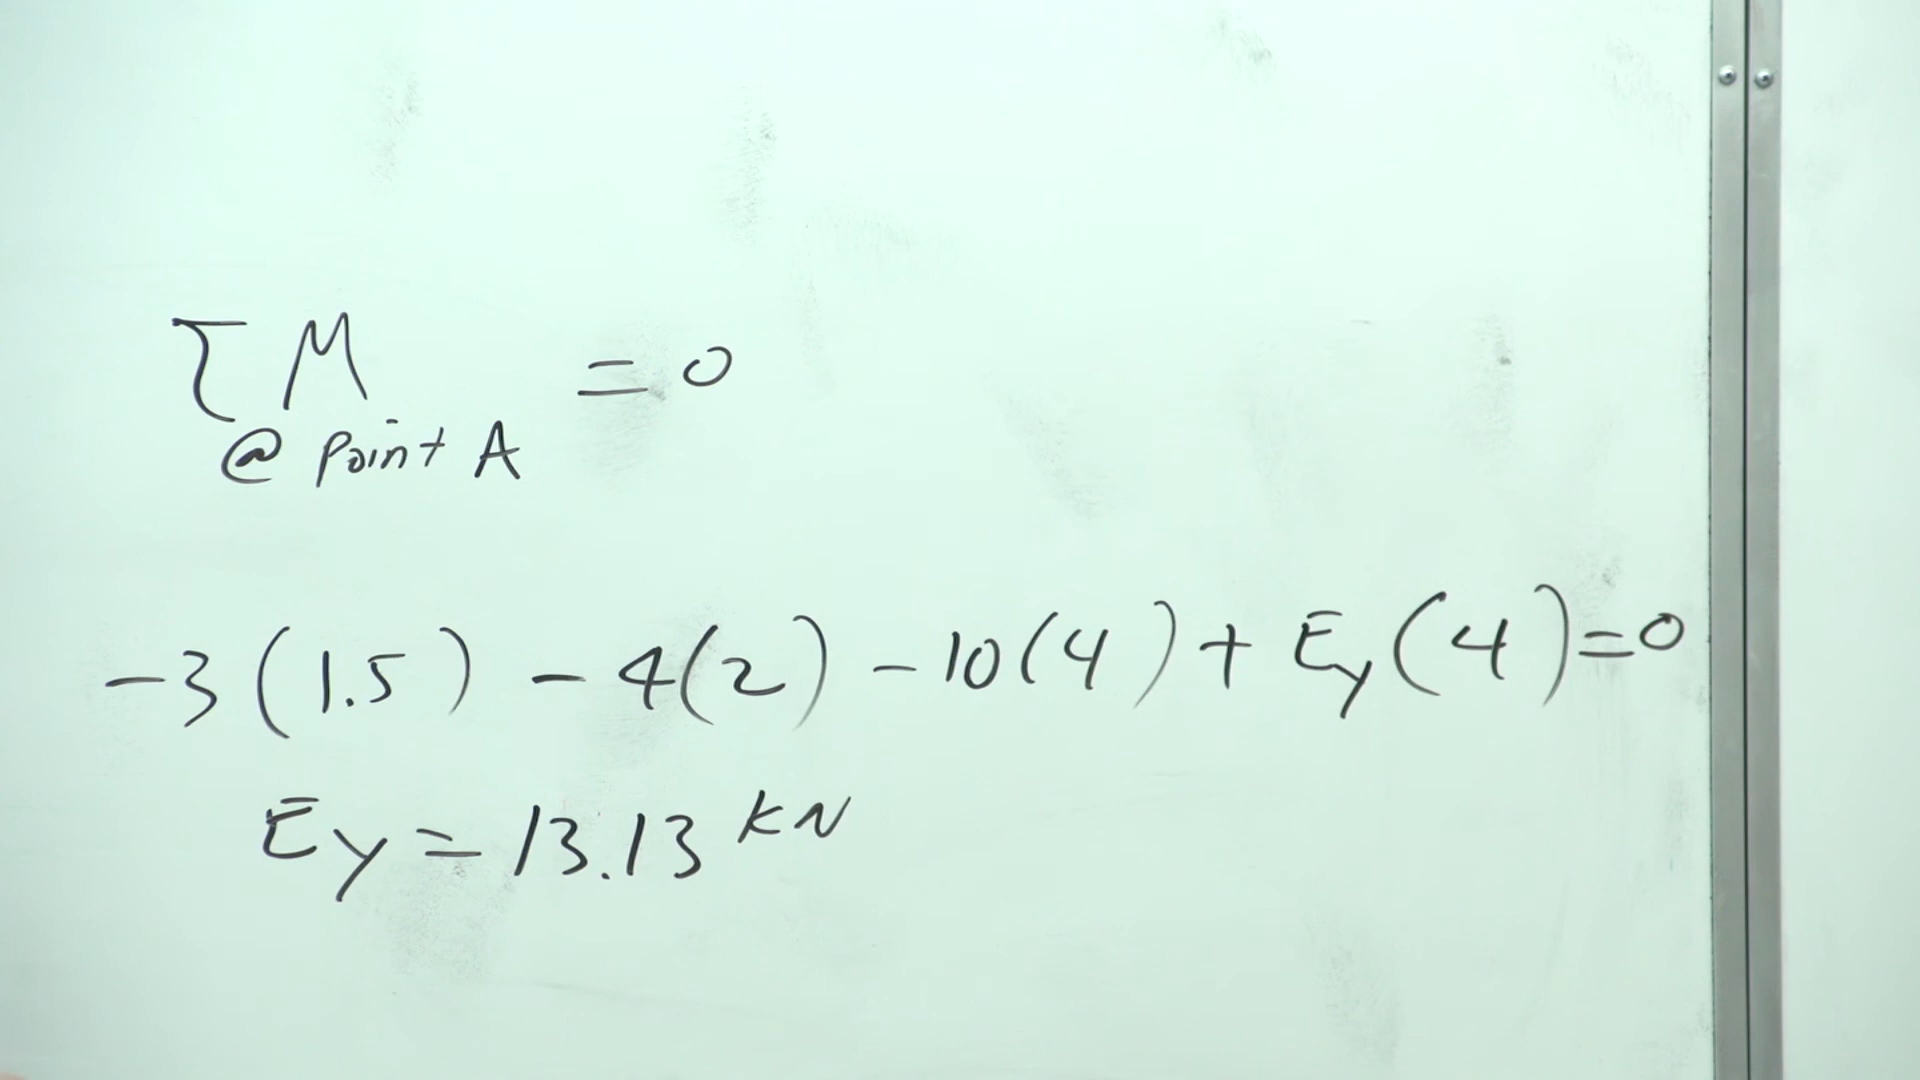 ΣM = 0
@ point A
-3(1.5) - 4(2) - 10(4) + Ey(4)=0
Ey = 13.13 KN